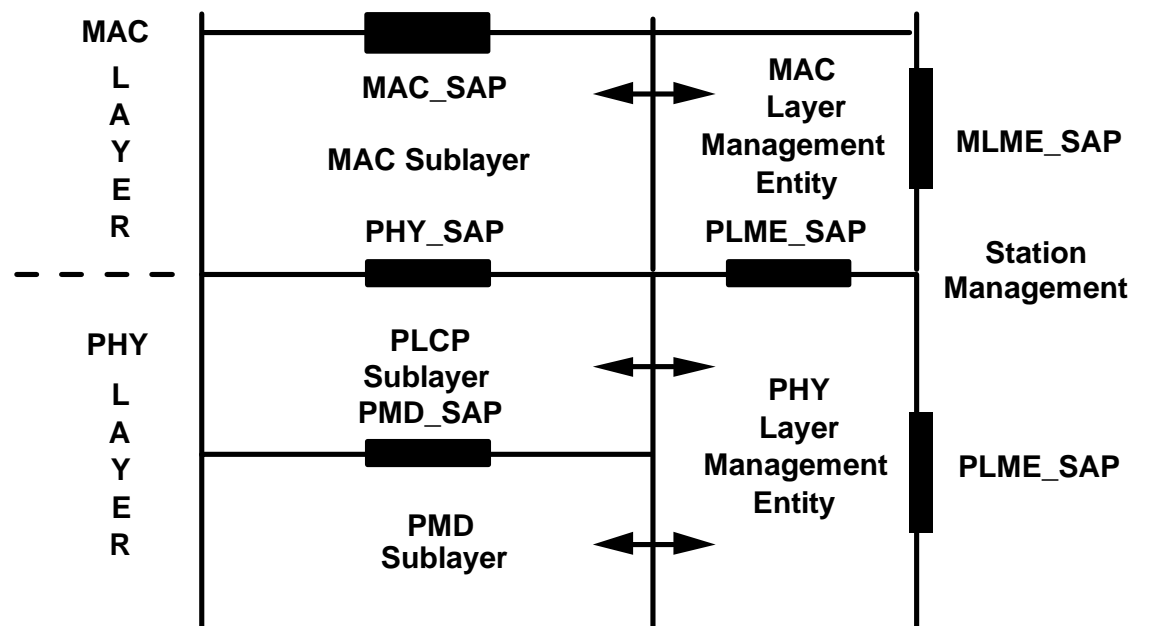 MAC
L
A
Y
E
R
MAC_SAP
MAC Sublayer
PHY_SAP
MAC
Layer
Management
Entity
PLME_SAP
MLME_SAP
Station
Management
PHY
L
A
Y
E
R
PLCP
Sublayer
PMD_SAP
PMD
Sublayer
PHY
Layer
Management
Entity
PLME_SAP